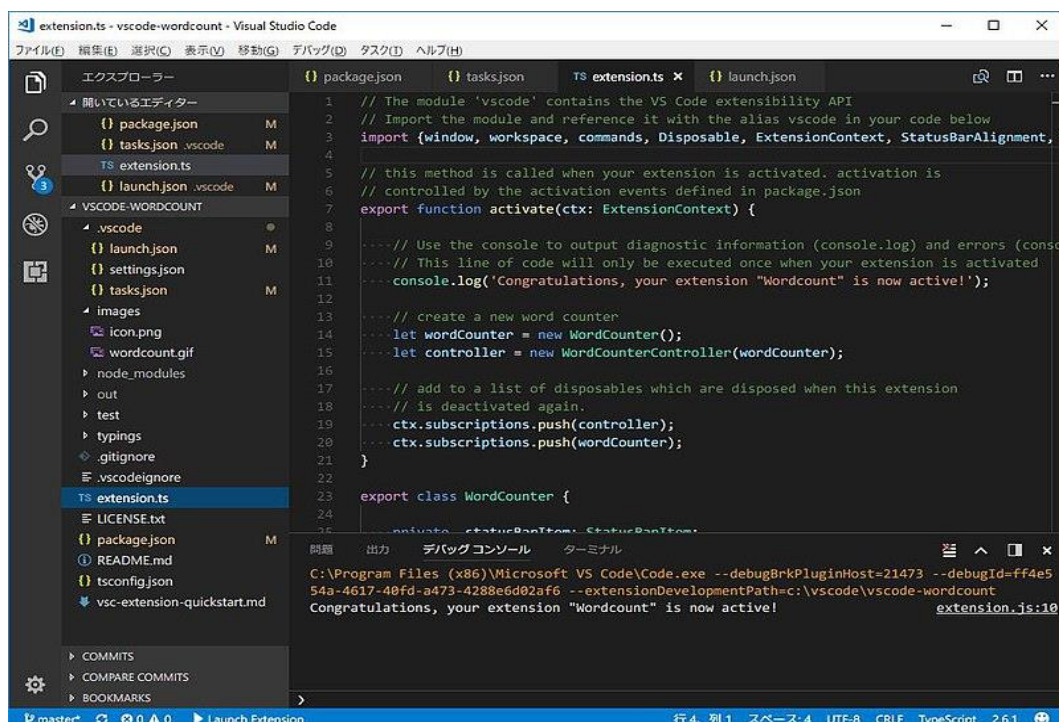 extension.ts - vscode-wordcount - Visual Studio Code
ファイル(F) 編集(E) 選択(C) 表示(V) 移動(G) デバッグ(D) タスク(T) ヘルプ(H)
エクスプローラー
開いているエディター
{} package.json M
{} tasks.json .vscode M
TS extension.ts
{} launch.json .vscode M
3
VSCODE-WORDCOUNT
.vscode
{} launch.json M
{} settings.json
{} tasks.json M
images
icon.png
wordcount.gif
node_modules
out
test
typings
.gitignore
.vscodeignore
TS extension.ts
LICENSE.txt
{} package.json M
README.md
{} tsconfig.json
vsc-extension-quickstart.md
COMMITS
COMPARE COMMITS
BOOKMARKS
{} package.json {} tasks.json TS extension.ts × {} launch.json
1 // The module 'vscode' contains the VS Code extensibility API
2 // Import the module and reference it with the alias vscode in your code below
3 import {window, workspace, commands, Disposable, ExtensionContext, StatusBarAlignment,
4
5 // this method is called when your extension is activated. activation is
6 // controlled by the activation events defined in package.json
7 export function activate(ctx: ExtensionContext) {
8
9 ····// Use the console to output diagnostic information (console.log) and errors (conso
10 ····// This line of code will only be executed once when your extension is activated
11 ····console.log('Congratulations, your extension "Wordcount" is now active!');
12
13 ····// create a new word counter
14 ····let wordCounter = new WordCounter();
15 ····let controller = new WordCounterController(wordCounter);
16
17 ····// add to a list of disposables which are disposed when this extension
18 ····// is deactivated again.
19 ····ctx.subscriptions.push(controller);
20 ····ctx.subscriptions.push(wordCounter);
21 }
22
23 export class WordCounter {
24
25 private _statusBarItem: StatusBarItem;
問題 出力 デバッグ コンソール ターミナル
C:\Program Files (x86)\Microsoft VS Code\Code.exe --debugBrkPluginHost=21473 --debugId=ff4e5
54a-4617-40fd-a473-4288e6d02af6 --extensionDevelopmentPath=c:\vscode\vscode-wordcount
Congratulations, your extension "Wordcount" is now active! extension.js:10
master* 0 0 Launch Extension 行 4、列 1 スペース: 4 UTF-8 CRLF TypeScript 2.6.1